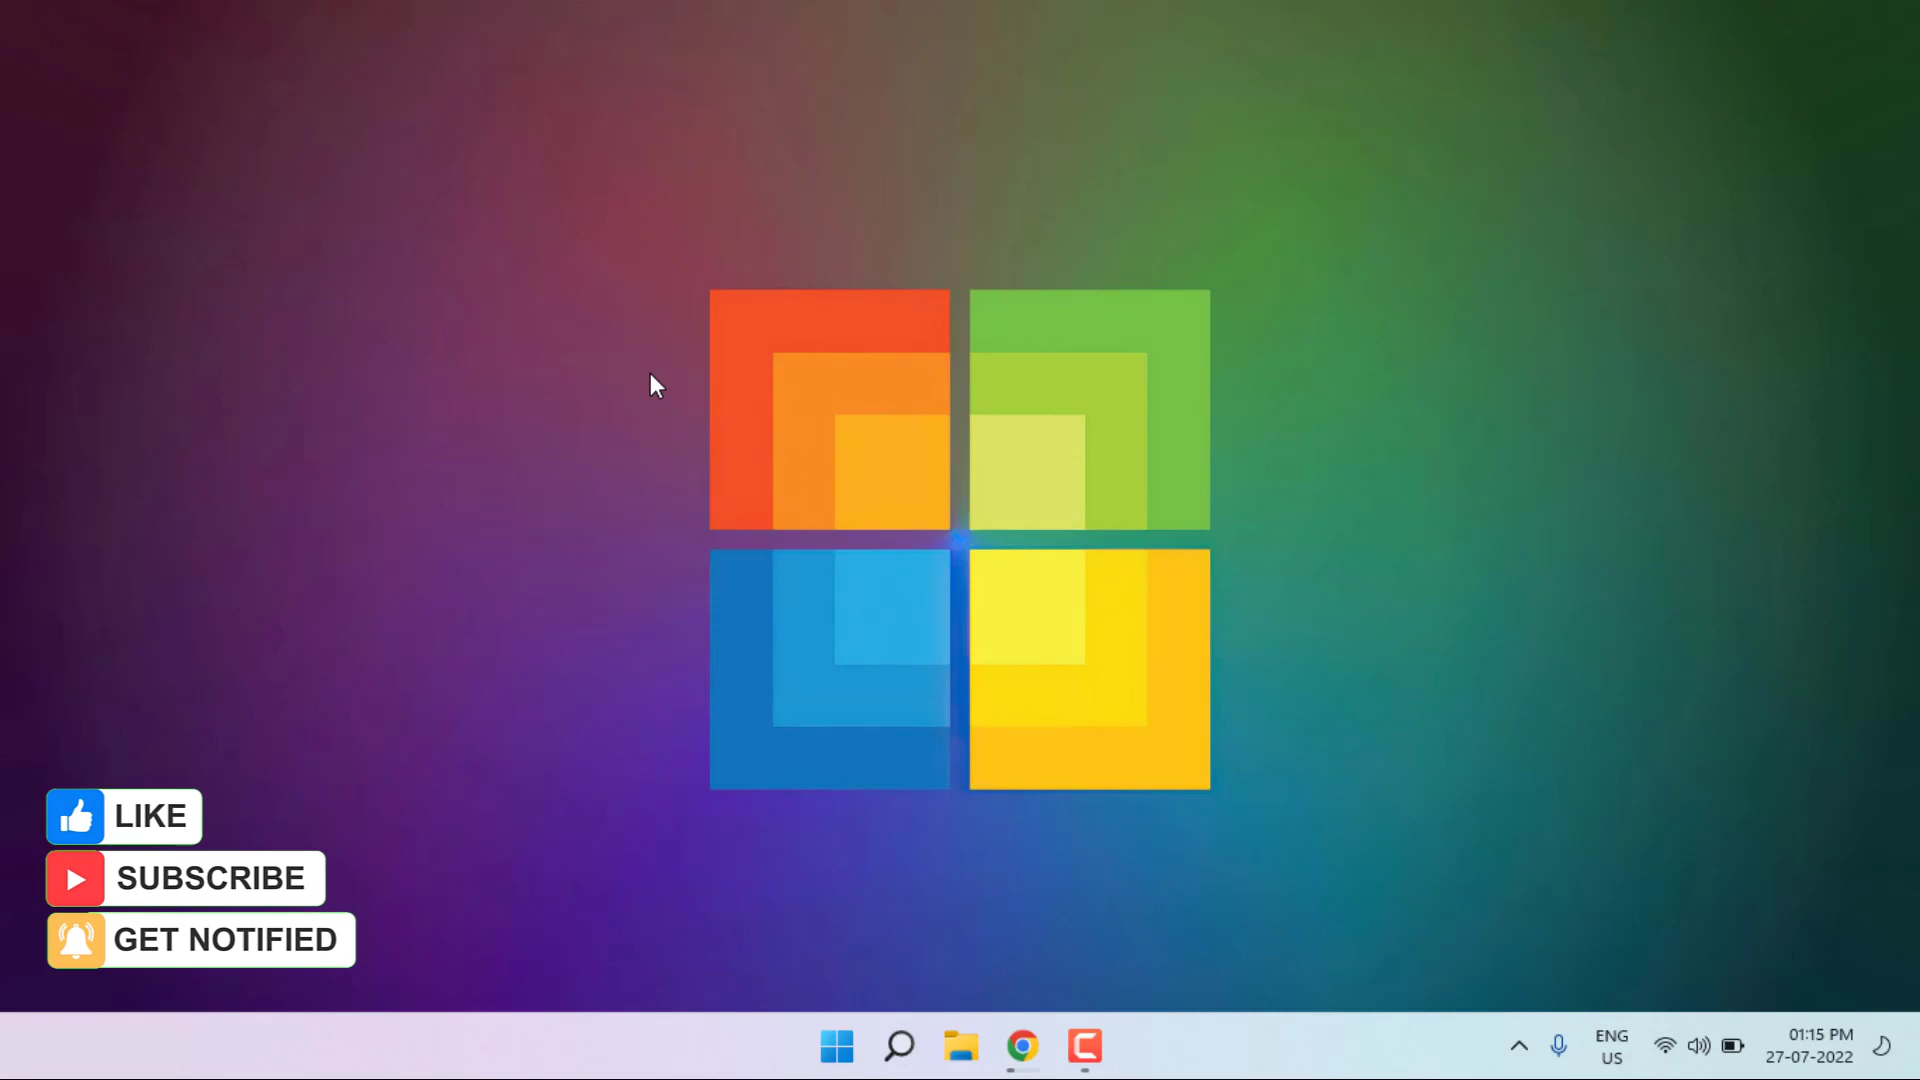 LIKE
SUBSCRIBE
GET NOTIFIED
ENG
US
01:15 PM
27-07-2022